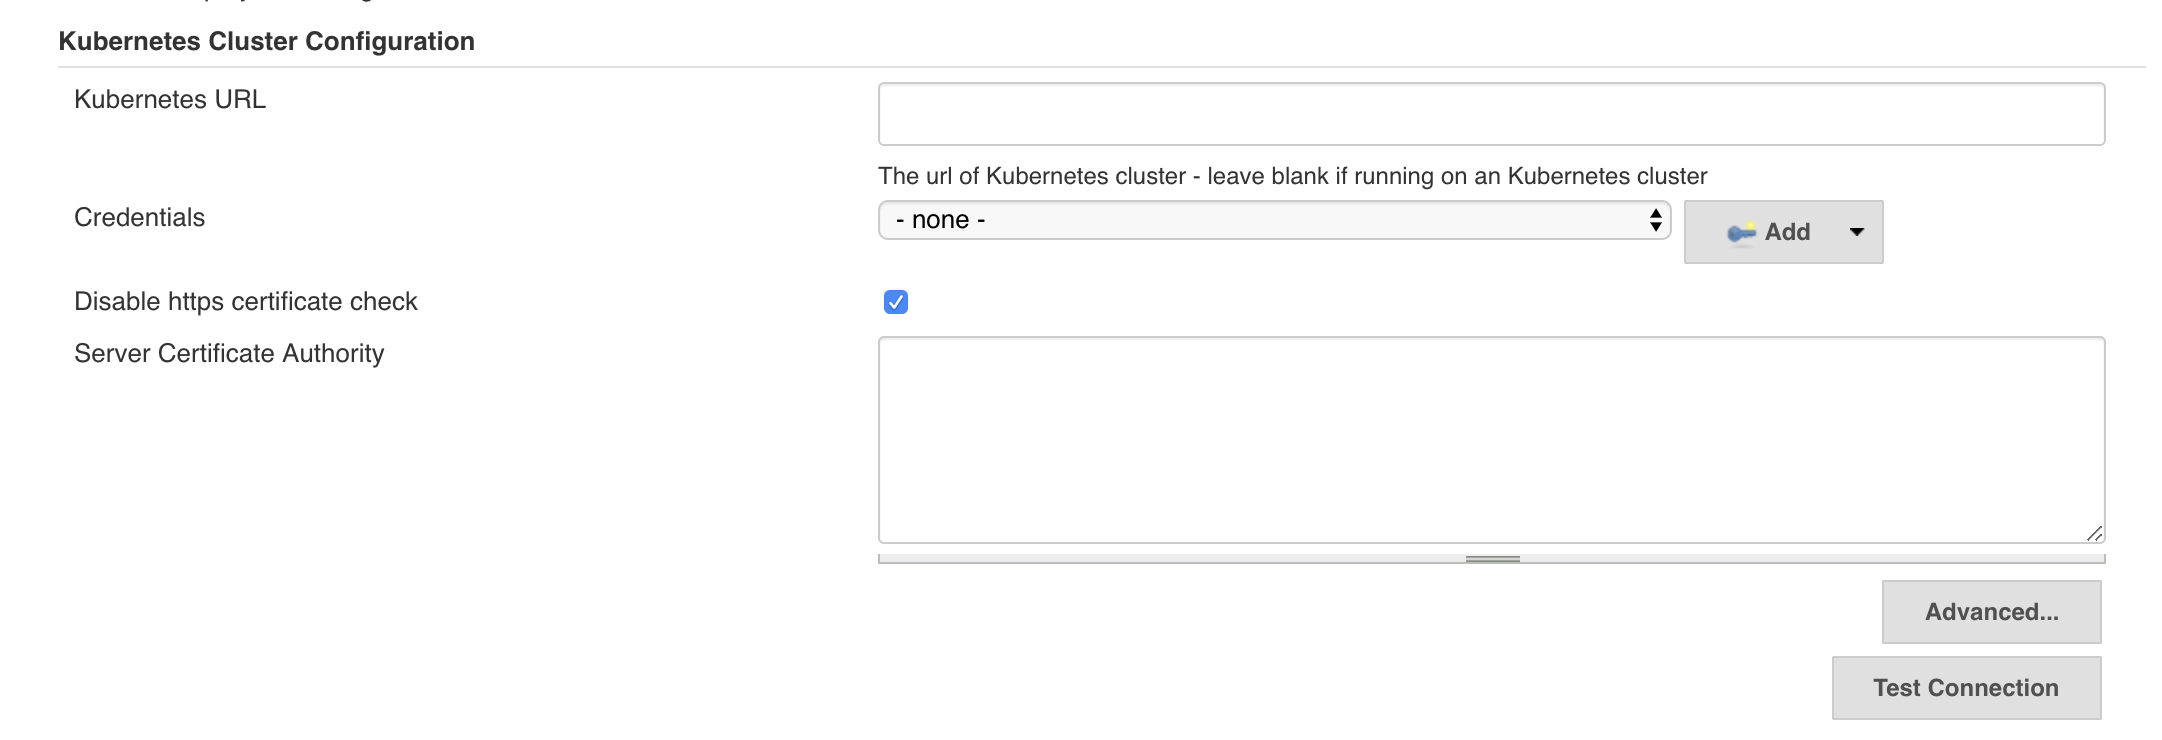 Kubernetes Cluster Configuration
Kubernetes URL
The url of Kubernetes cluster - leave blank if running on an Kubernetes cluster
Credentials
- none -
Add
Disable https certificate check
Server Certificate Authority
Advanced...
Test Connection